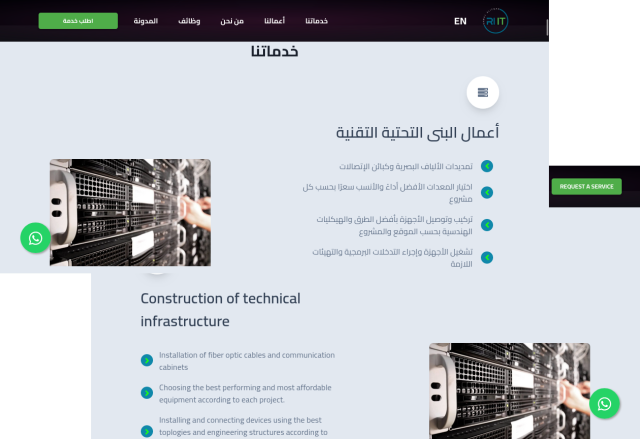 اطلب خدمة
المدونة
وظائف
من نحن
أعمالنا
خدماتنا
EN
RIIT
خدماتنا
أعمال البنى التحتية التقنية
تمديدات الألياف البصرية وكبائن الإتصالات
اختيار المعدات الأفضل أداءً والأنسب سعرًا بحسب كل
مشروع
تركيب وتوصيل الأجهزة بأفضل الطرق والهيكليات
الهندسية بحسب الموقع والمشروع
تشغيل الأجهزة وإجراء التدخلات البرمجية والتهيئات
اللازمة
REQUEST A SERVICE
Construction of technical
infrastructure
Installation of fiber optic cables and communication
cabinets
Choosing the best performing and most affordable
equipment according to each project.
Installing and connecting devices using the best
toplogies and engineering structures according to